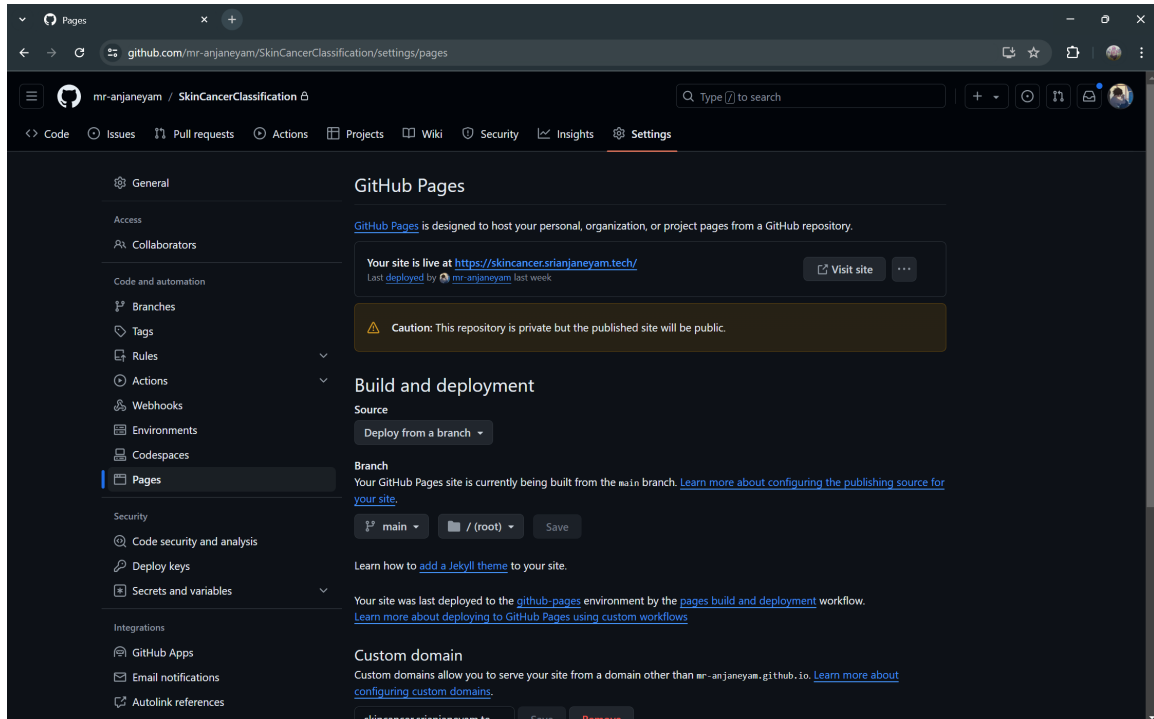 Pages
github.com/mr-anjaneyam/SkinCancerClassification/settings/pages
mr-anjaneyam / SkinCancerClassification
Type / to search
Code Issues Pull requests Actions Projects Wiki Security Insights Settings
General
Access
Collaborators
Code and automation
Branches
Tags
Rules
Actions
Webhooks
Environments
Codespaces
Pages
Security
Code security and analysis
Deploy keys
Secrets and variables
Integrations
GitHub Apps
Email notifications
Autolink references
GitHub Pages
GitHub Pages is designed to host your personal, organization, or project pages from a GitHub repository.
Your site is live at https://skincancer.srianjaneyam.tech/
Last deployed by mr-anjaneyam last week
Visit site
Caution: This repository is private but the published site will be public.
Build and deployment
Source
Deploy from a branch
Branch
Your GitHub Pages site is currently being built from the main branch. Learn more about configuring the publishing source for
your site.
main / (root) Save
Learn how to add a Jekyll theme to your site.
Your site was last deployed to the github-pages environment by the pages build and deployment workflow.
Learn more about deploying to GitHub Pages using custom workflows
Custom domain
Custom domains allow you to serve your site from a domain other than mr-anjaneyam.github.io. Learn more about
configuring custom domains.
Save Remove